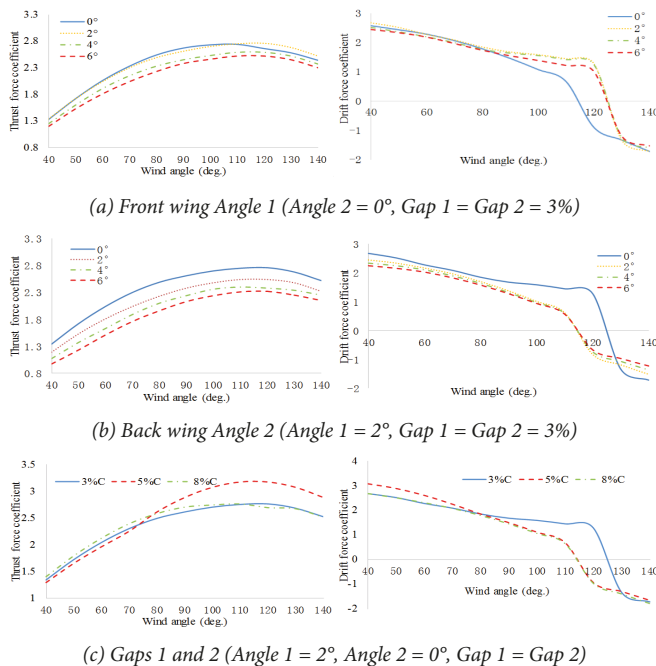 0°
2°
4°
6°
3.3
2.8
2.3
1.8
1.3
0.8
40 50 60 70 80 90 100 110 120 130 140
Thrust force coefficient
Wind angle (deg.)
0°
2°
4°
6°
3
2
1
0
-1
-2
40 60 80 100 120 140
Drift force coefficient
Wind angle (deg.)
(a) Front wing Angle 1 (Angle 2 = 0°, Gap 1 = Gap 2 = 3%)
0°
2°
4°
6°
3.3
2.8
2.3
1.8
1.3
0.8
40 50 60 70 80 90 100 110 120 130 140
Thrust force coefficient
Wind angle (deg.)
0°
2°
4°
6°
3
2
1
0
-1
-2
40 60 80 100 120 140
Drift force coefficient
Wind angle (deg.)
(b) Back wing Angle 2 (Angle 1 = 2°, Gap 1 = Gap 2 = 3%)
3%C 5%C 8%C
3.5
3
2.5
2
1.5
1
40 50 60 70 80 90 100 110 120 130 140
Thrust force coefficient
Wind angle (deg.)
3%C 5%C 8%C
4
3
2
1
0
-1
-2
40 50 60 70 80 90 100 110 120 130 140
Drift force coefficient
Wind angle (deg.)
(c) Gaps 1 and 2 (Angle 1 = 2°, Angle 2 = 0°, Gap 1 = Gap 2)